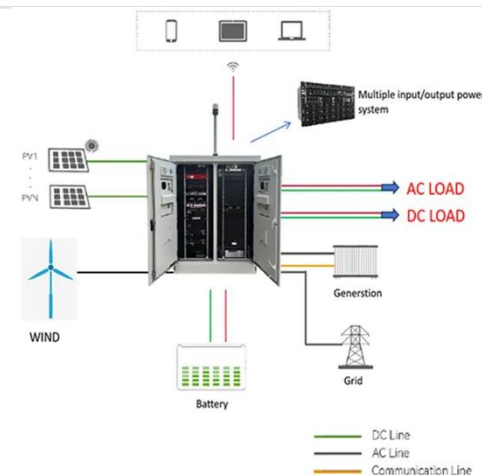 Multiple input/output power
system
PV1
PVN
AC LOAD
DC LOAD
WIND
Generstion
Grid
Battery
DC Line
AC Line
Communication Line